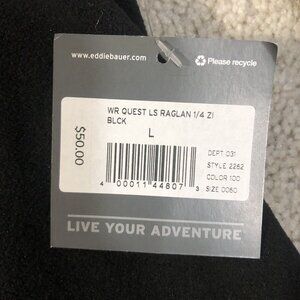 www.eddiebauer.com
Please recycle
WR QUEST LS RAGLAN 1/4 ZI
BLCK
L
$50.00
DEPT 031
STYLE 2262
COLOR 100
SIZE 0060
4 00011 44807 3
LIVE YOUR ADVENTURE